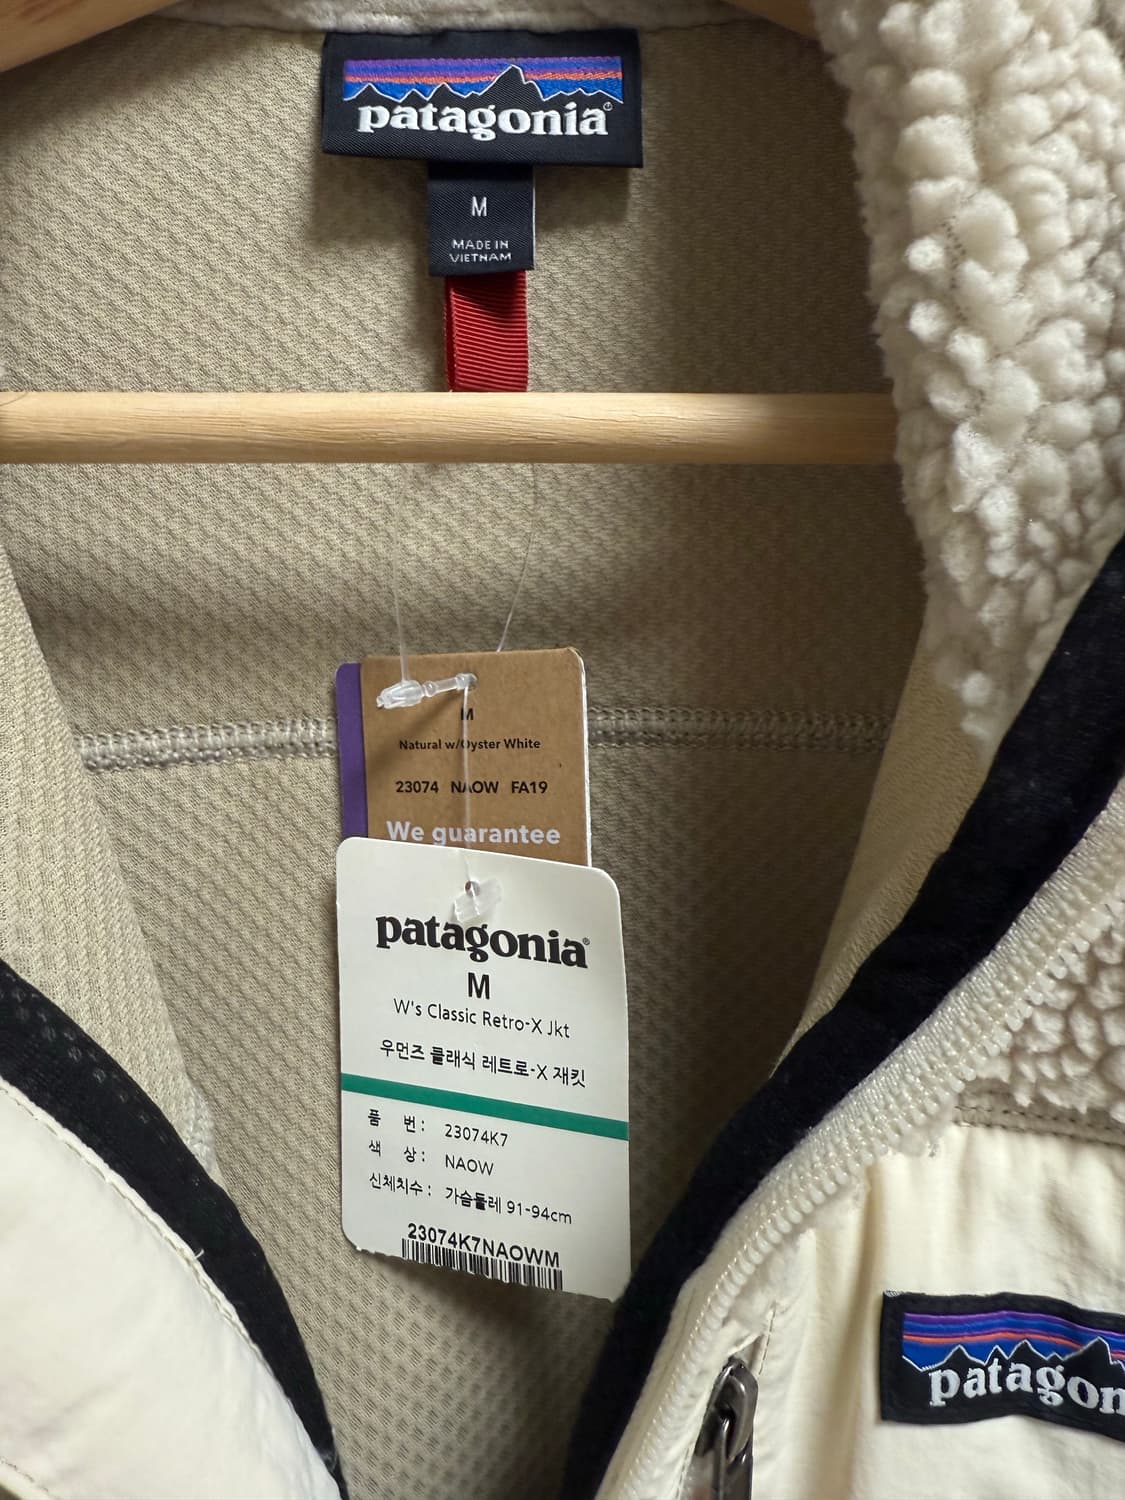 patagonia®
M
MADE IN
VIETNAM
M
Natural w/Oyster White
23074 NAOW FA19
We guarantee
patagonia®
M
W's Classic Retro-X Jkt
우먼즈 클래식 레트로-X 재킷
품 번: 23074K7
색 상: NAOW
신체치수: 가슴둘레 91-94cm
23074K7NAOWM
patagon